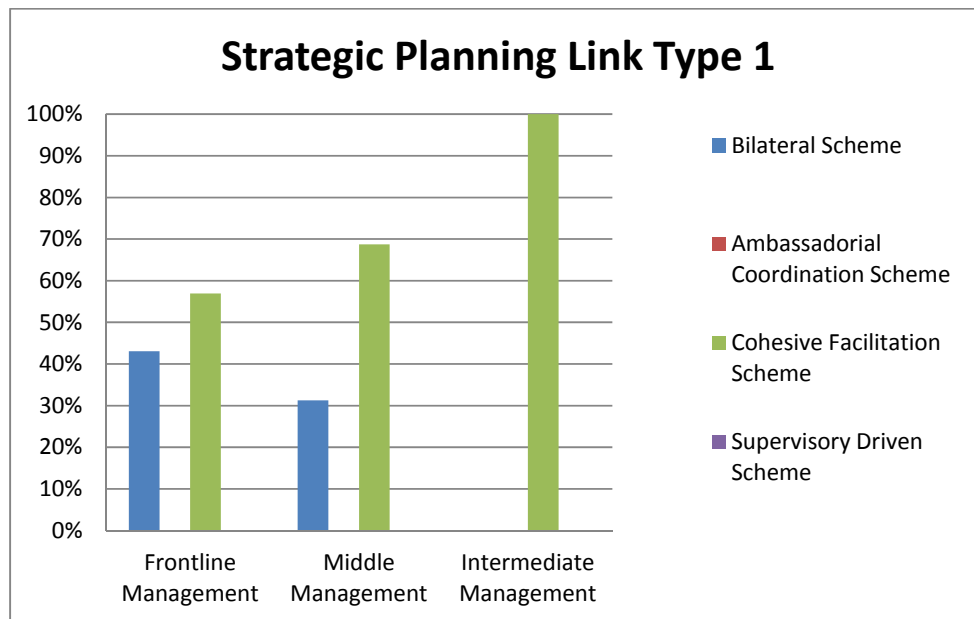 Strategic Planning Link Type 1
100%
90%
80%
70%
60%
50%
40%
30%
20%
10%
0%
Frontline
Management
Middle
Management
Intermediate
Management
Bilateral Scheme
Ambassadorial
Coordination Scheme
Cohesive Facilitation
Scheme
Supervisory Driven
Scheme